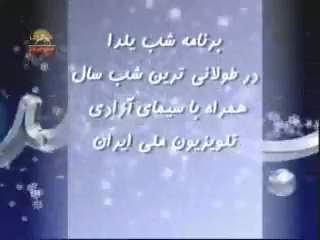 برنامه شب یلدا
در طولانی ترین شب سال
همراه با سیمای آزادی
تلویزیون ملی ایران